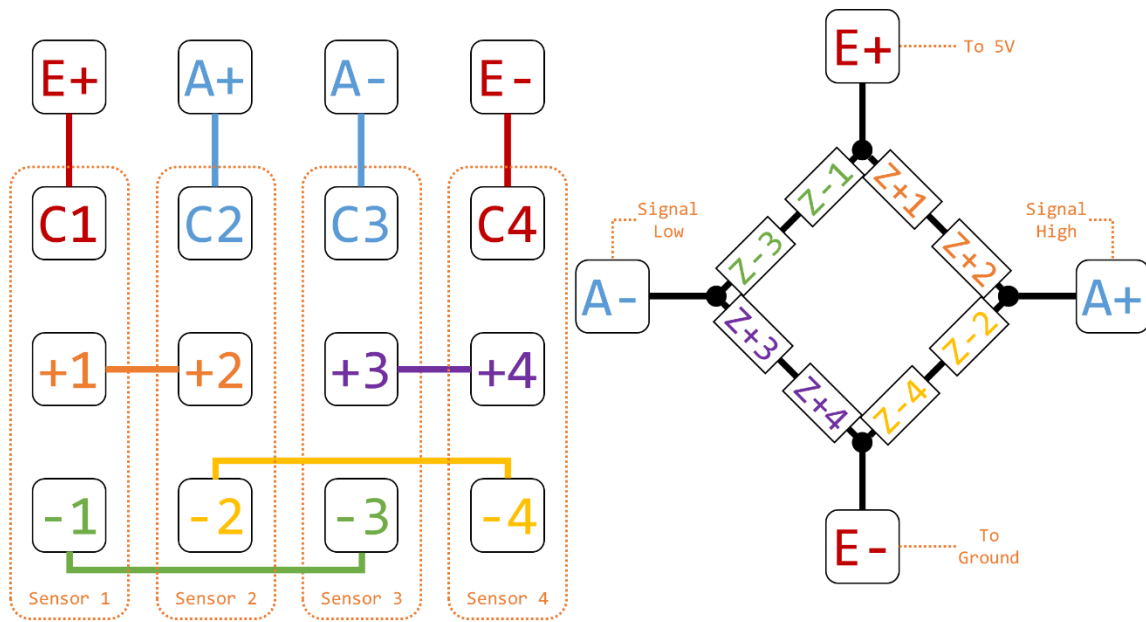 E+ A+ A- E-
C1 C2 C3 C4
+1 +2 +3 +4
-1 -2 -3 -4
Sensor 1 Sensor 2 Sensor 3 Sensor 4
E+
To 5V
Z-1
Z+1
Signal
Low
Z-3
Z+2
Signal
High
A-
A+
Z+3
Z-2
Z+4
Z-4
E-
To
Ground